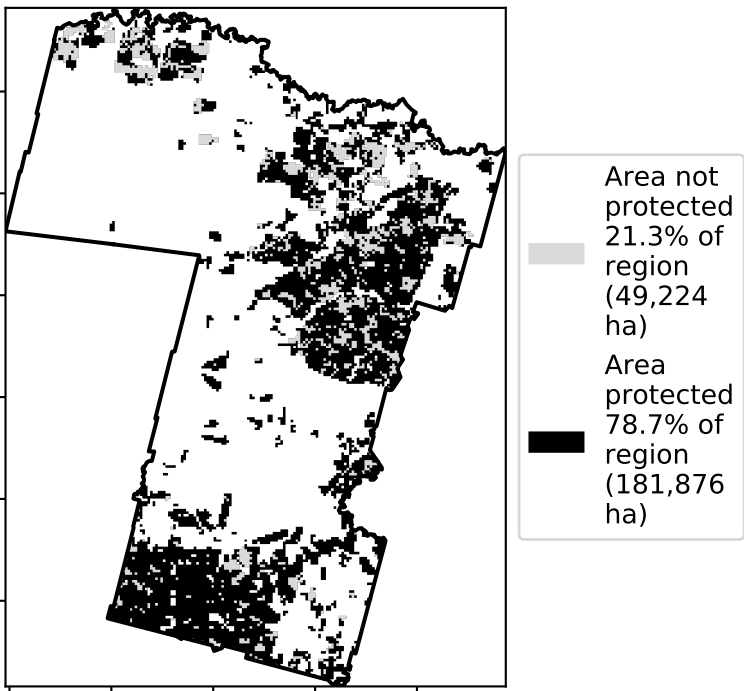 Area not
protected
21.3% of
region
(49,224
ha)
Area
protected
78.7% of
region
(181,876
ha)